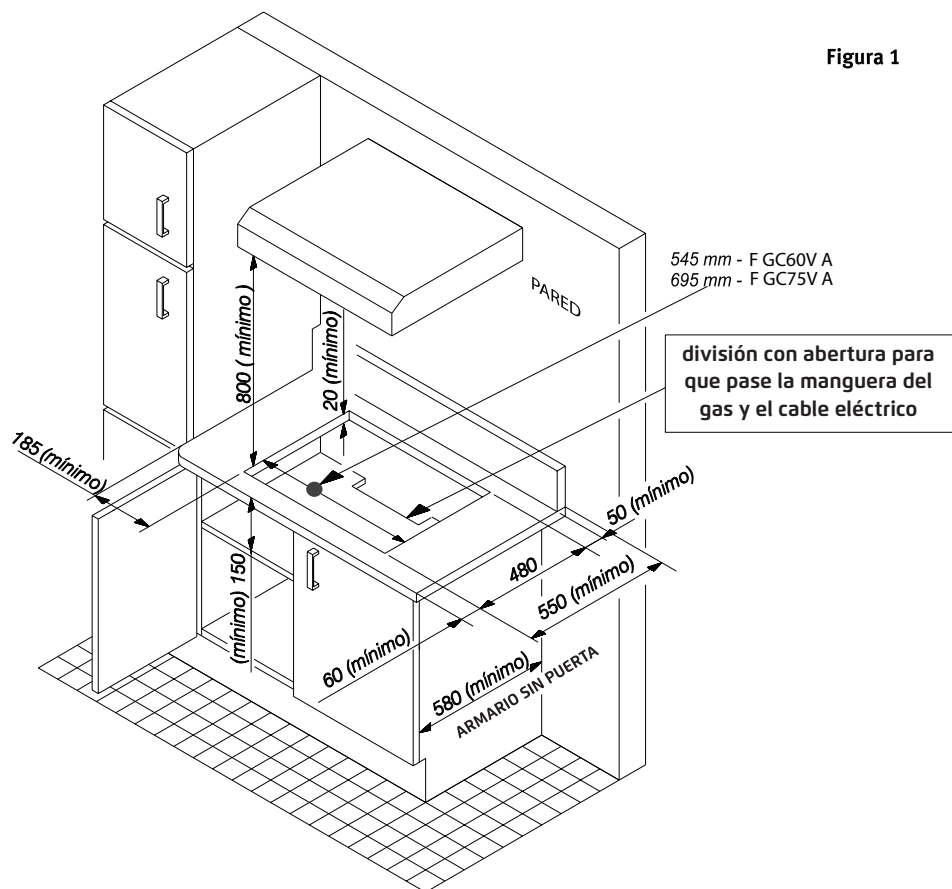 Figura 1
545 mm - F GC60V A
695 mm - F GC75V A
PARED
división con abertura para
que pase la manguera del
gas y el cable eléctrico
800 ( mínimo )
20 (mínimo)
185 (mínimo)
(mínimo) 150
50 (mínimo)
480
550 (mínimo)
60 (mínimo)
580 (mínimo)
ARMARIO SIN PUERTA